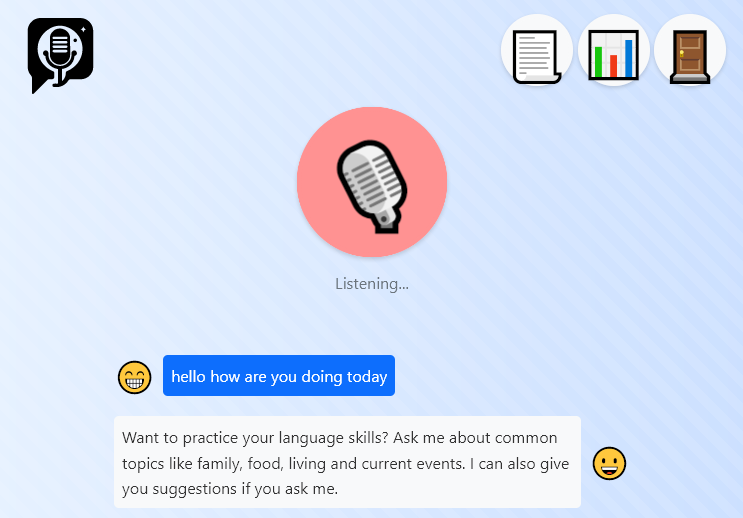 Listening...
hello how are you doing today
Want to practice your language skills? Ask me about common
topics like family, food, living and current events. I can also give
you suggestions if you ask me.